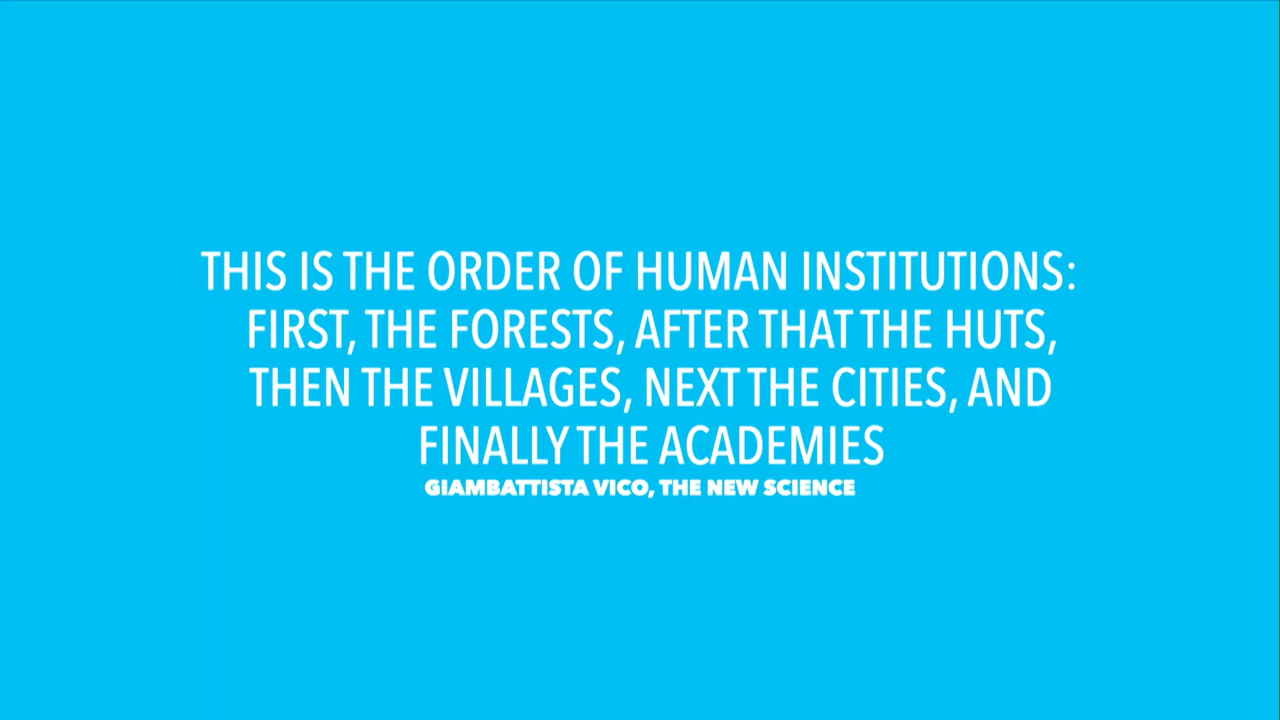 THIS IS THE ORDER OF HUMAN INSTITUTIONS:
FIRST, THE FORESTS, AFTER THAT THE HUTS,
THEN THE VILLAGES, NEXT THE CITIES, AND
FINALLY THE ACADEMIES
GIAMBATTISTA VICO, THE NEW SCIENCE